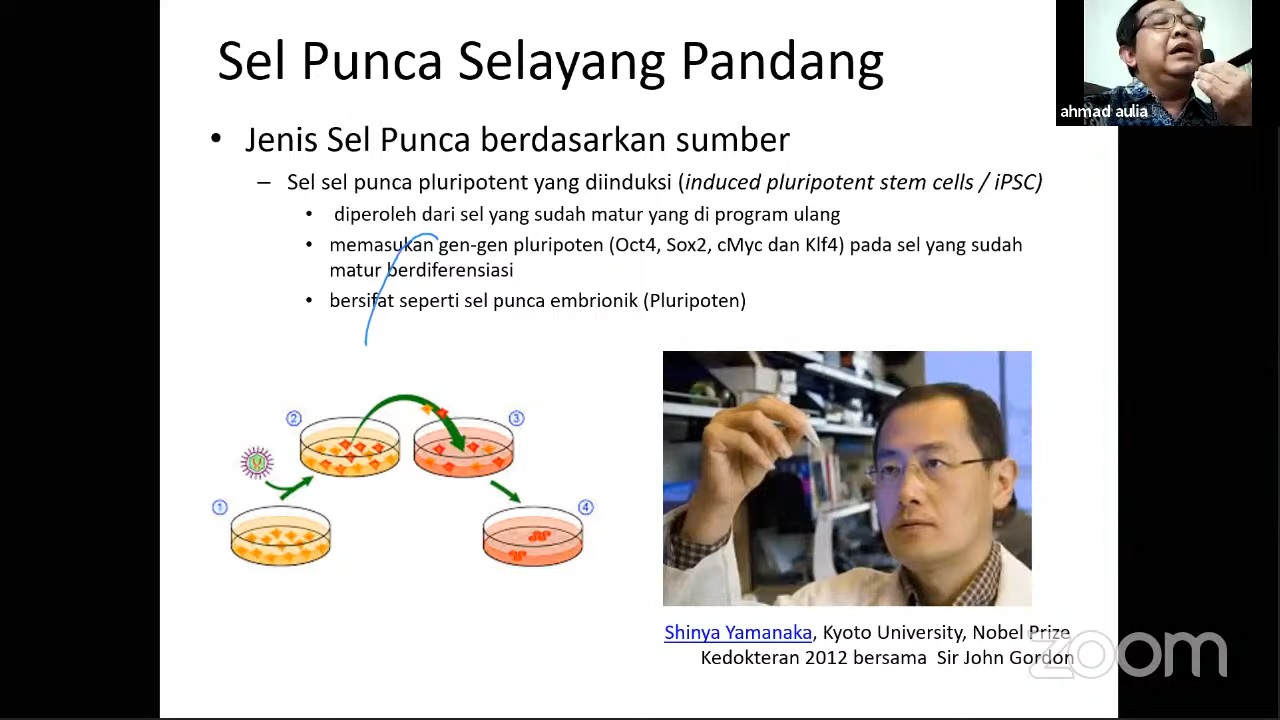 Sel Punca Selayang Pandang
ahmad aulia
• Jenis Sel Punca berdasarkan sumber
– Sel sel punca pluripotent yang diinduksi (induced pluripotent stem cells / iPSC)
• diperoleh dari sel yang sudah matur yang di program ulang
• memasukan gen-gen pluripoten (Oct4, Sox2, cMyc dan Klf4) pada sel yang sudah
matur berdiferensiasi
• bersifat seperti sel punca embrionik (Pluripoten)
2
3
1
4
Shinya Yamanaka, Kyoto University, Nobel Prize
Kedokteran 2012 bersama Sir John Gordon
zoom